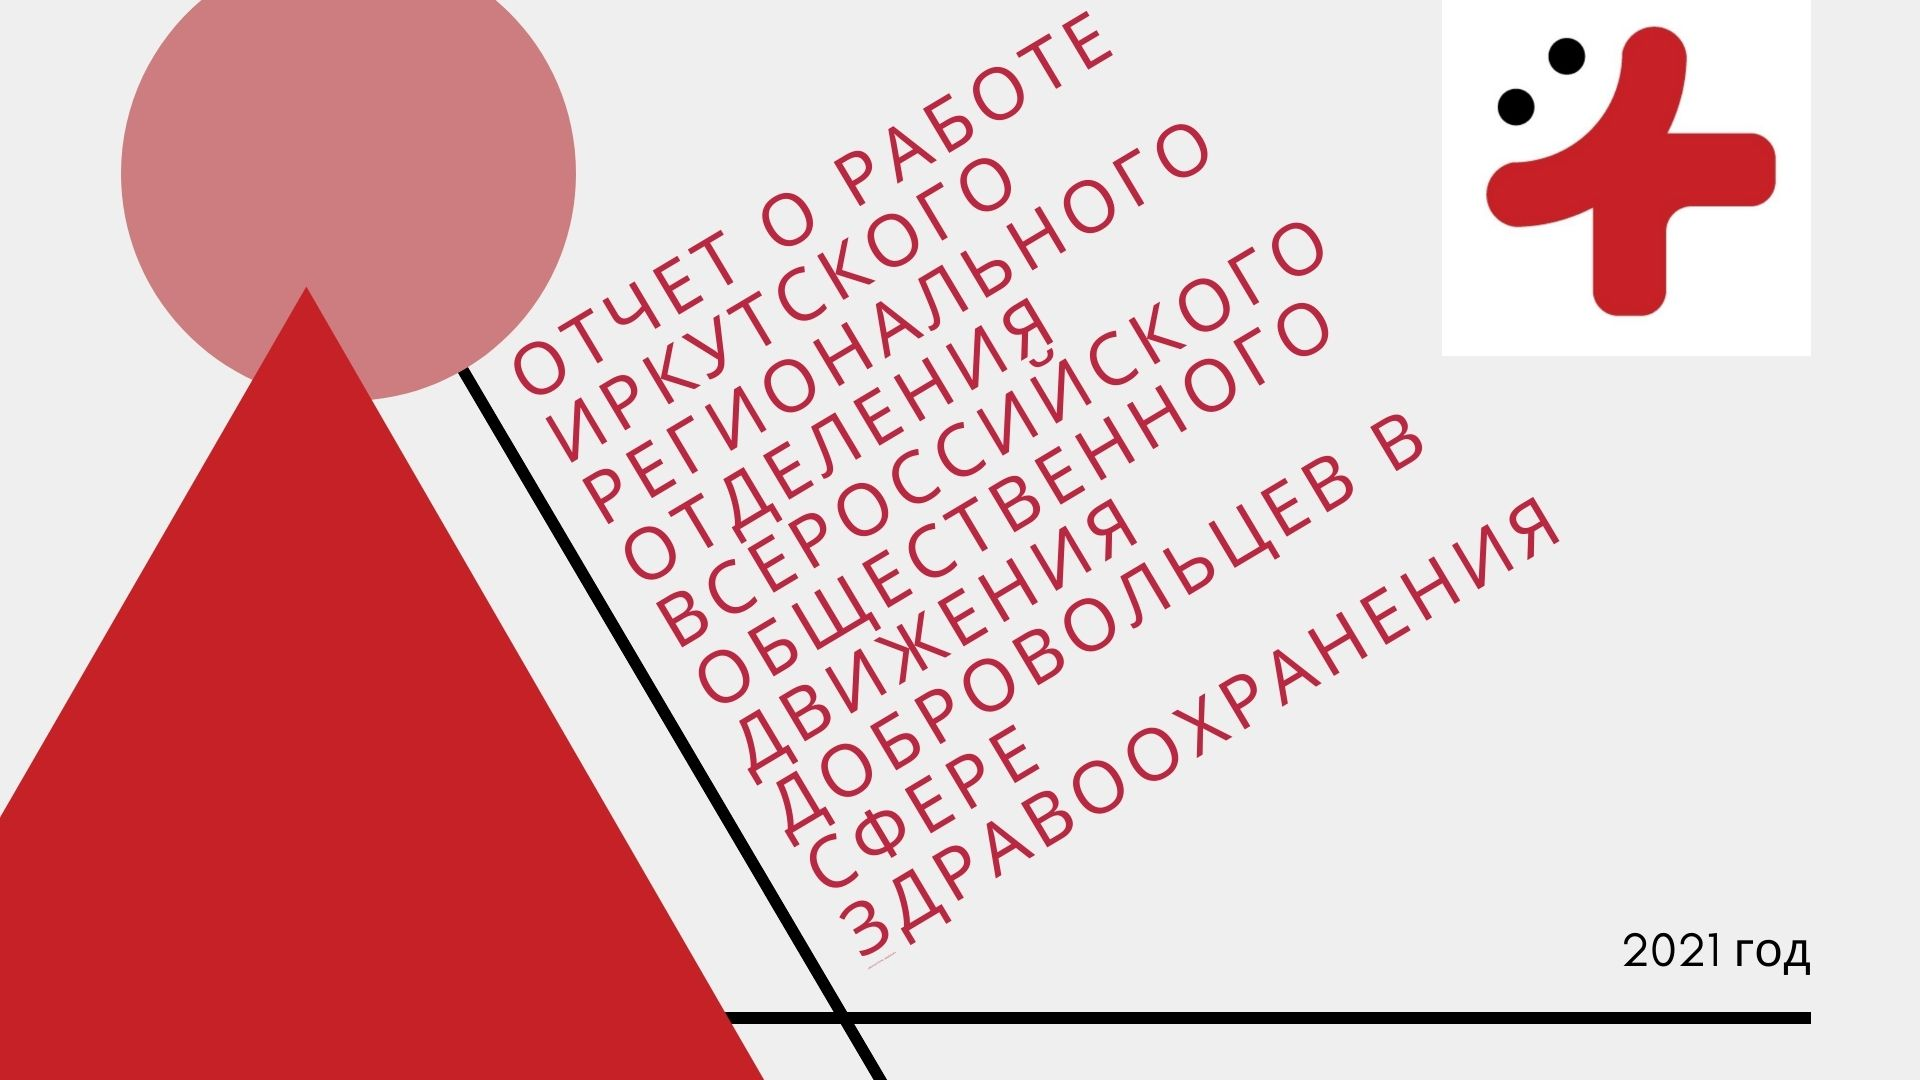 ОТЧЕТ О РАБОТЕ
ИРКУТСКОГО
РЕГИОНАЛЬНОГО
ОТДЕЛЕНИЯ
ВСЕРОССИЙСКОГО
ОБЩЕСТВЕННОГО
ДВИЖЕНИЯ
ДОБРОВОЛЬЦЕВ В
СФЕРЕ
ЗДРАВООХРАНЕНИЯ
2021 год